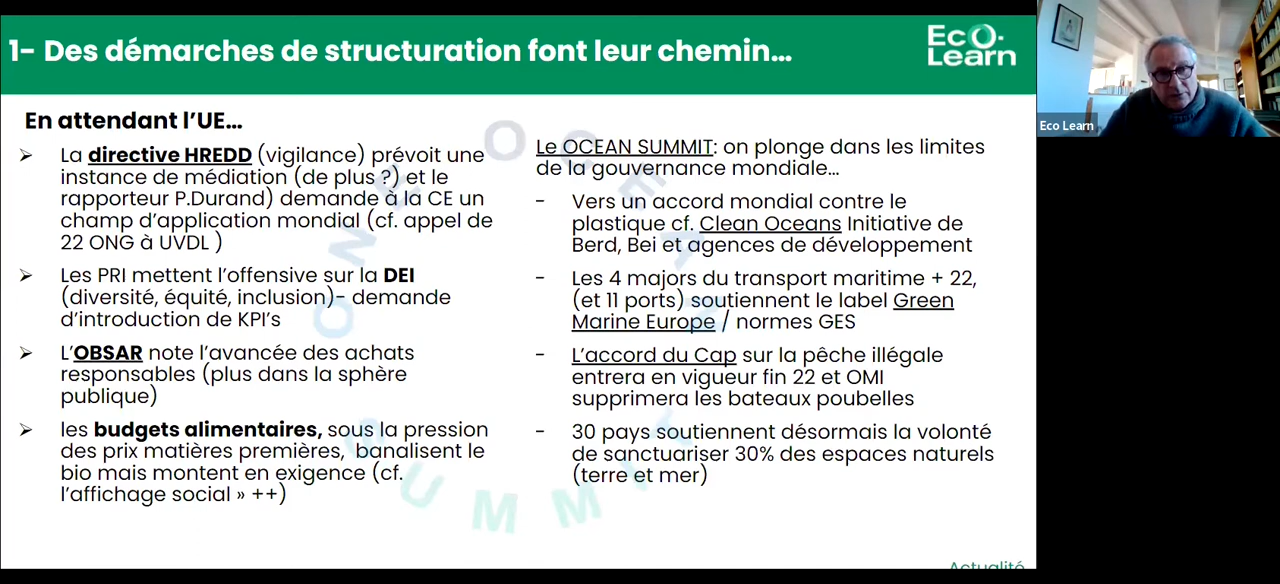 1- Des démarches de structuration font leur chemin...
Eco.
Learn
En attendant l'UE...
➢ La directive HREDD (vigilance) prévoit une
instance de médiation (de plus ?) et le
rapporteur P.Durand) demande à la CE un
champ d'application mondial (cf. appel de
22 ONG à UVDL )
➢ Les PRI mettent l'offensive sur la DEI
(diversité, équité, inclusion)- demande
d'introduction de KPI's
➢ L'OBSAR note l'avancée des achats
responsables (plus dans la sphère
publique)
➢ les budgets alimentaires, sous la pression
des prix matières premières, banalisent le
bio mais montent en exigence (cf.
l'affichage social » ++)
Le OCEAN SUMMIT: on plonge dans les limites
de la gouvernance mondiale...
- Vers un accord mondial contre le
plastique cf. Clean Oceans Initiative de
Berd, Bei et agences de développement
- Les 4 majors du transport maritime + 22,
(et 11 ports) soutiennent le label Green
Marine Europe / normes GES
- L'accord du Cap sur la pêche illégale
entrera en vigueur fin 22 et OMI
supprimera les bateaux poubelles
- 30 pays soutiennent désormais la volonté
de sanctuariser 30% des espaces naturels
(terre et mer)
ONE OCEAN SUMMIT
Actualité
Eco Learn